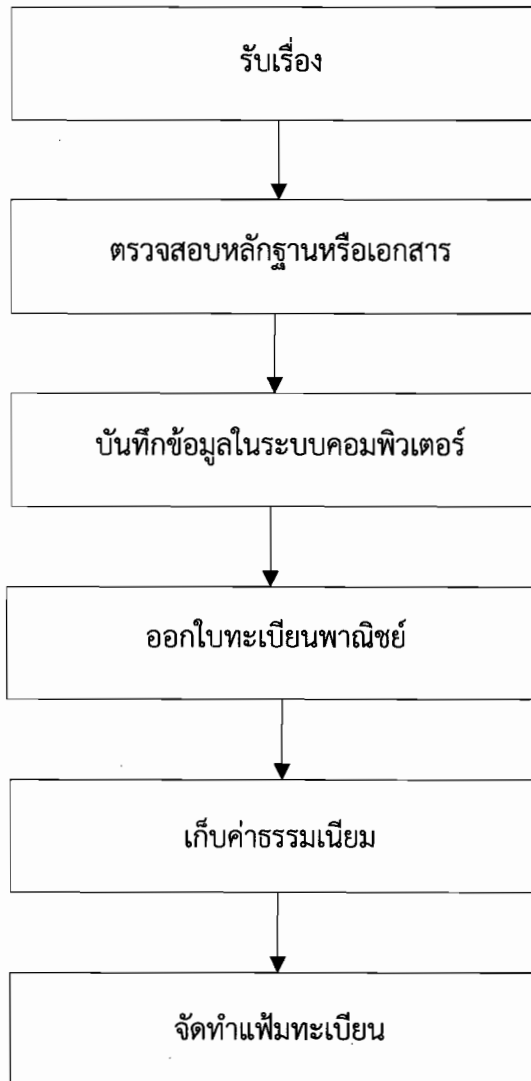 รับเรื่อง
ตรวจสอบหลักฐานหรือเอกสาร
บันทึกข้อมูลในระบบคอมพิวเตอร์
ออกใบทะเบียนพาณิชย์
เก็บค่าธรรมเนียม
จัดทำแฟ้มทะเบียน